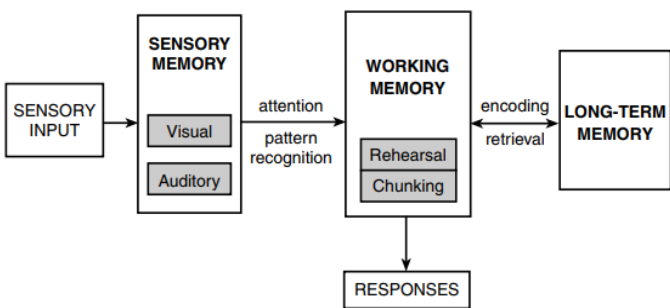 SENSORY
INPUT
SENSORY
MEMORY
Visual
Auditory
attention
pattern
recognition
WORKING
MEMORY
Rehearsal
Chunking
encoding
retrieval
LONG-TERM
MEMORY
RESPONSES